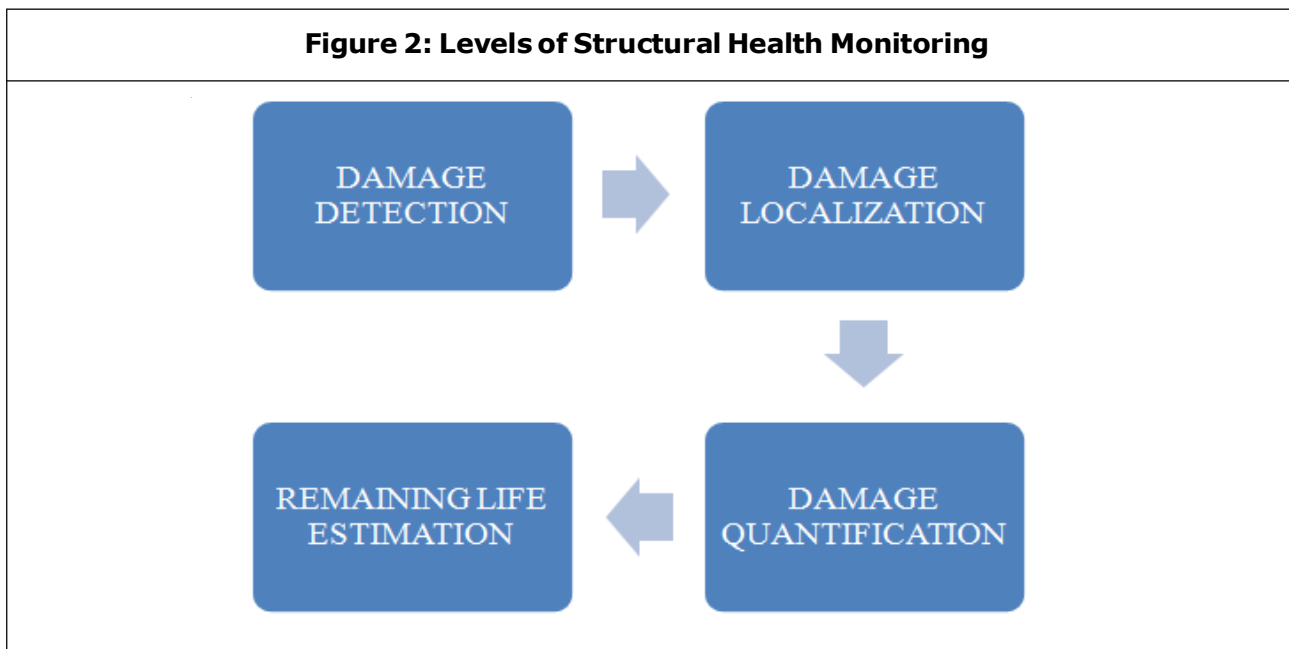 Figure 2: Levels of Structural Health Monitoring
DAMAGE
DETECTION
DAMAGE
LOCALIZATION
DAMAGE
QUANTIFICATION
REMAINING LIFE
ESTIMATION